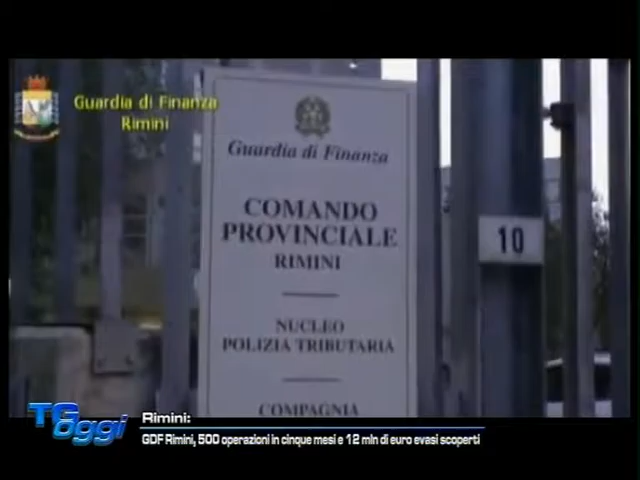 Guardia di Finanza
Rimini
Guardia di Finanza
COMANDO
PROVINCIALE
RIMINI
NUCLEO
POLIZIA TRIBUTARIA
COMPAGNIA
10
TG
oggi
Rimini:
GDF Rimini, 500 operazioni in cinque mesi e 12 mln di euro evasi scoperti